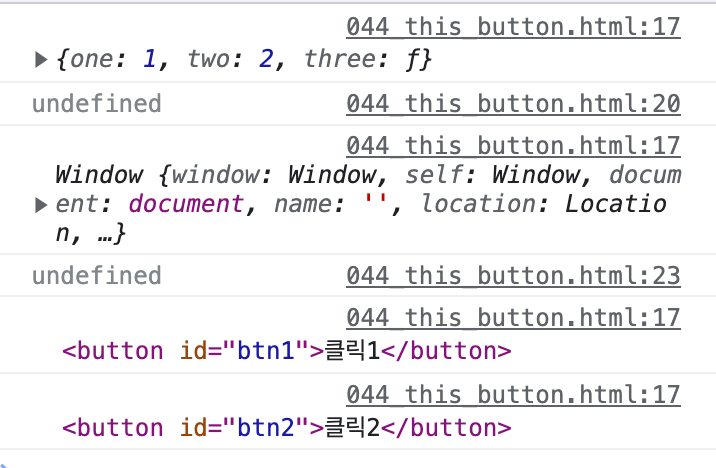 044_this_button.html:17
▶{one: 1, two: 2, three: ƒ}
undefined 044_this_button.html:20
044_this_button.html:17
Window {window: Window, self: Window, docum
▶ent: document, name: '', location: Locatio
n, …}
undefined 044_this_button.html:23
044_this_button.html:17
<button id="btn1">클릭1</button>
044_this_button.html:17
<button id="btn2">클릭2</button>